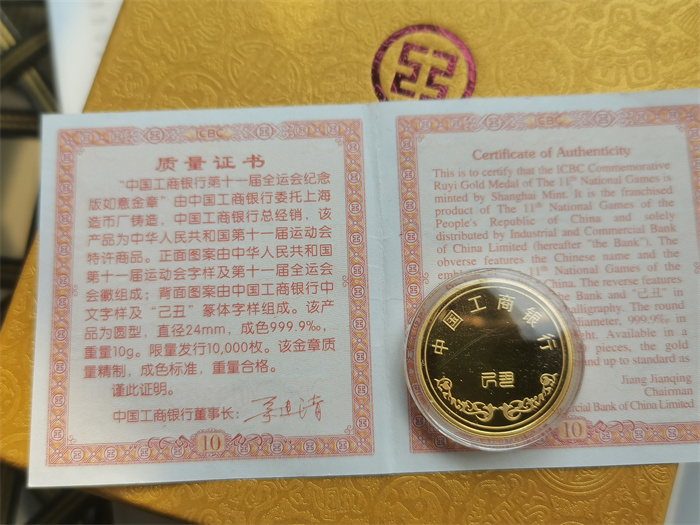 ICBC
质量证书
“中国工商银行第十一届全运会纪念
版如意金章”由中国工商银行委托上海
造币厂铸造，中国工商银行总经销，该
产品为中华人民共和国第十一届运动会
特许商品。正面图案由中华人民共和国
第十一届运动会字样及第十一届全运会
会徽组成；背面图案由中国工商银行中
文字样及“己丑”篆体字样组成。该产
品为圆型，直径24mm，成色999.9‰，
重量10g。限量发行10,000枚。该金章质
量精制，成色标准，重量合格。
谨此证明。
中国工商银行董事长：
10
ICBC
Certificate of Authenticity
This is to certify that the ICBC Commemorative
Ruyi Gold Medal of The 11th National Games is
minted by Shanghai Mint. It is the franchised
product of The 11th National Games of the
People's Republic of China and solely
distributed by Industrial and Commercial Bank
of China Limited (hereafter "the Bank"). The
obverse features the Chinese name and the
11th National Games of the
of China. The reverse features
the Bank and "己丑" in
calligraphy. The round
diameter, 999.9‰ in
Available in a
pieces, the gold
up to standard as
Jiang Jianqing
Chairman
Bank of China Limited
10
中国工商银行
己丑